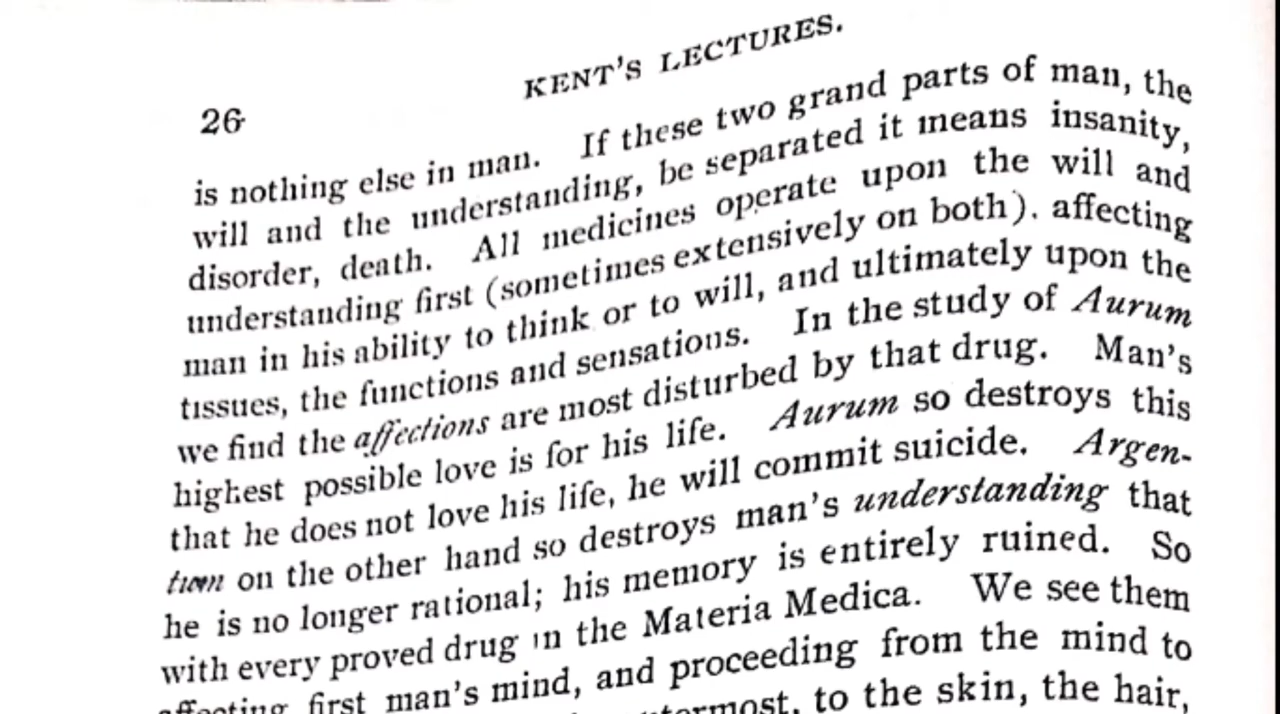 KENT'S LECTURES.
26
is nothing else in man. If these two grand parts of man, the
will and the understanding, be separated it means insanity,
disorder, death. All medicines operate upon the will and
understanding first (sometimes extensively on both). affecting
man in his ability to think or to will, and ultimately upon the
tissues, the functions and sensations. In the study of Aurum
we find the affections are most disturbed by that drug. Man's
highest possible love is for his life. Aurum so destroys this
that he does not love his life, he will commit suicide. Argen-
tum on the other hand so destroys man's understanding that
he is no longer rational; his memory is entirely ruined. So
with every proved drug in the Materia Medica. We see them
affecting first man's mind, and proceeding from the mind to
to the skin, the hair,